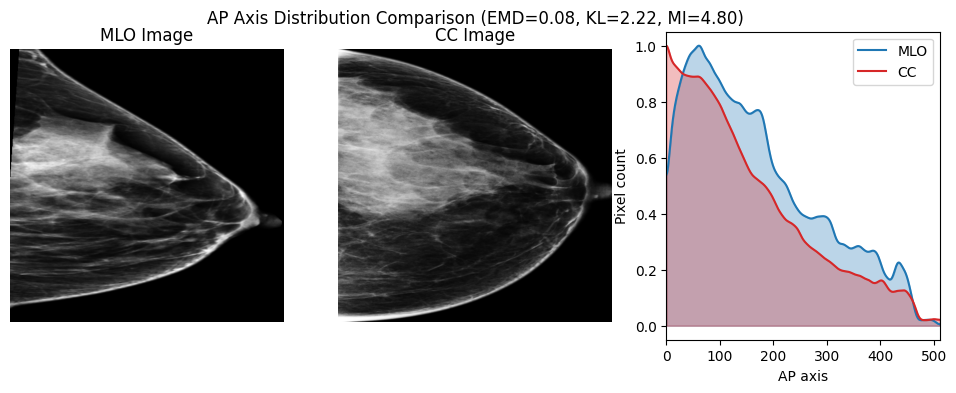 AP Axis Distribution Comparison (EMD=0.08, KL=2.22, MI=4.80)
MLO Image
CC Image
MLO
CC
Pixel count
1.0
0.8
0.6
0.4
0.2
0.0
0 100 200 300 400 500
AP axis